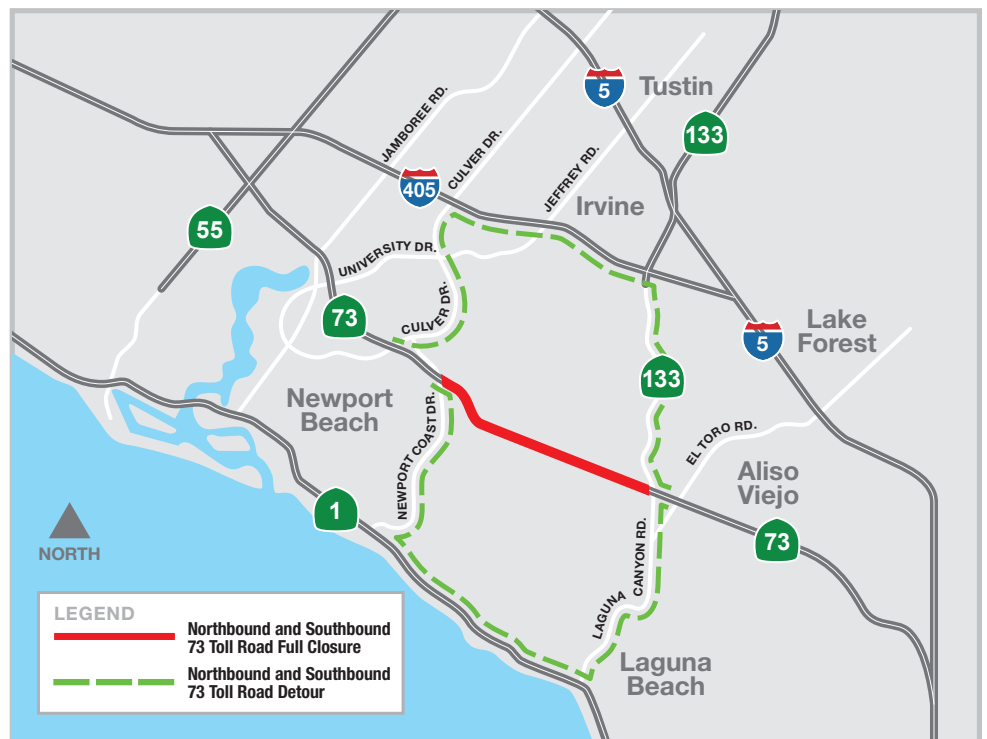 5
Tustin
133
JAMBOREE RD.
CULVER DR.
405
JEFFREY RD.
Irvine
55
UNIVERSITY DR.
73
CULVER DR.
5
Lake
Forest
133
Newport
Beach
NEWPORT COAST DR.
EL TORO RD.
Aliso
Viejo
1
73
NORTH
LAGUNA
CANYON RD.
Laguna
Beach
LEGEND
Northbound and Southbound
73 Toll Road Full Closure
Northbound and Southbound
73 Toll Road Detour